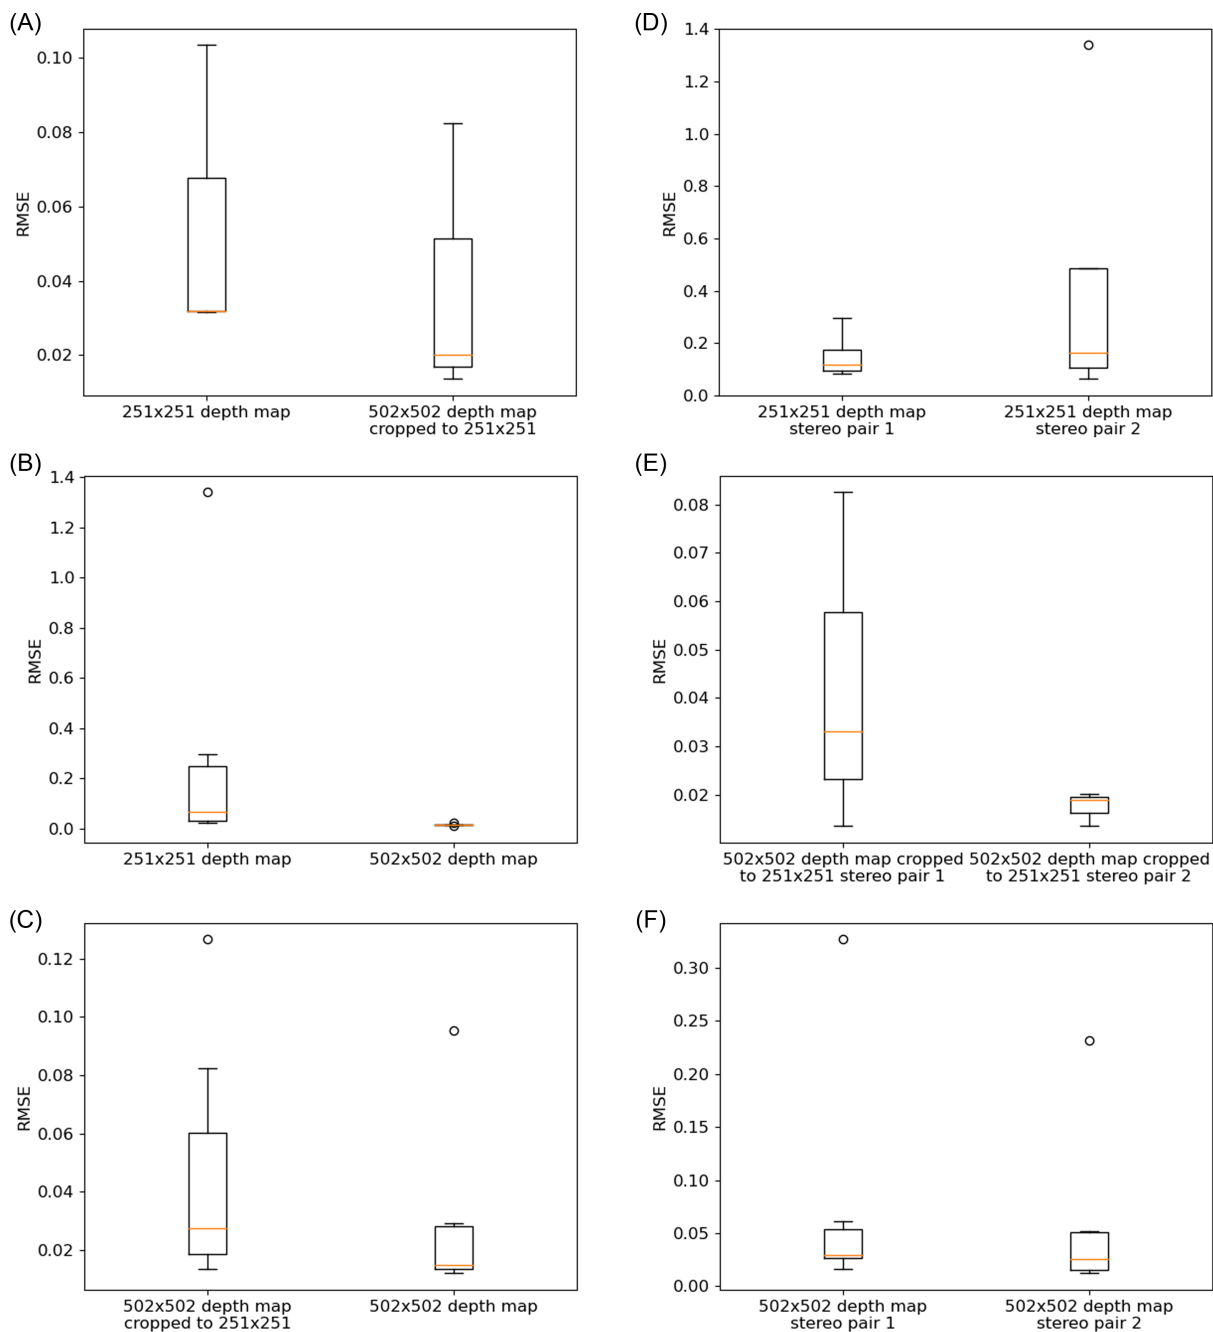 (A)
0.10
0.08
0.06
0.04
0.02
RMSE
251x251 depth map
502x502 depth map
cropped to 251x251
(D)
1.4
1.2
1.0
0.8
0.6
0.4
0.2
0.0
RMSE
251x251 depth map
stereo pair 1
251x251 depth map
stereo pair 2
(B)
1.4
1.2
1.0
0.8
0.6
0.4
0.2
0.0
RMSE
251x251 depth map
502x502 depth map
(E)
0.08
0.07
0.06
0.05
0.04
0.03
0.02
RMSE
502x502 depth map cropped
to 251x251 stereo pair 1
502x502 depth map cropped
to 251x251 stereo pair 2
(C)
0.12
0.10
0.08
0.06
0.04
0.02
RMSE
502x502 depth map
cropped to 251x251
502x502 depth map
(F)
0.30
0.25
0.20
0.15
0.10
0.05
0.00
RMSE
502x502 depth map
stereo pair 1
502x502 depth map
stereo pair 2